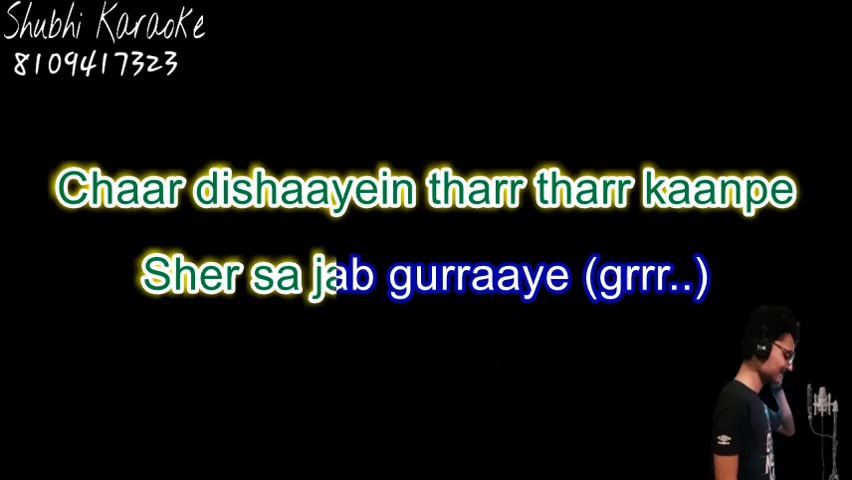 Shubhi Karaoke
8109417323
Chaar dishaayein tharr tharr kaanpe
Sher sa jab gurraaye (grrr..)